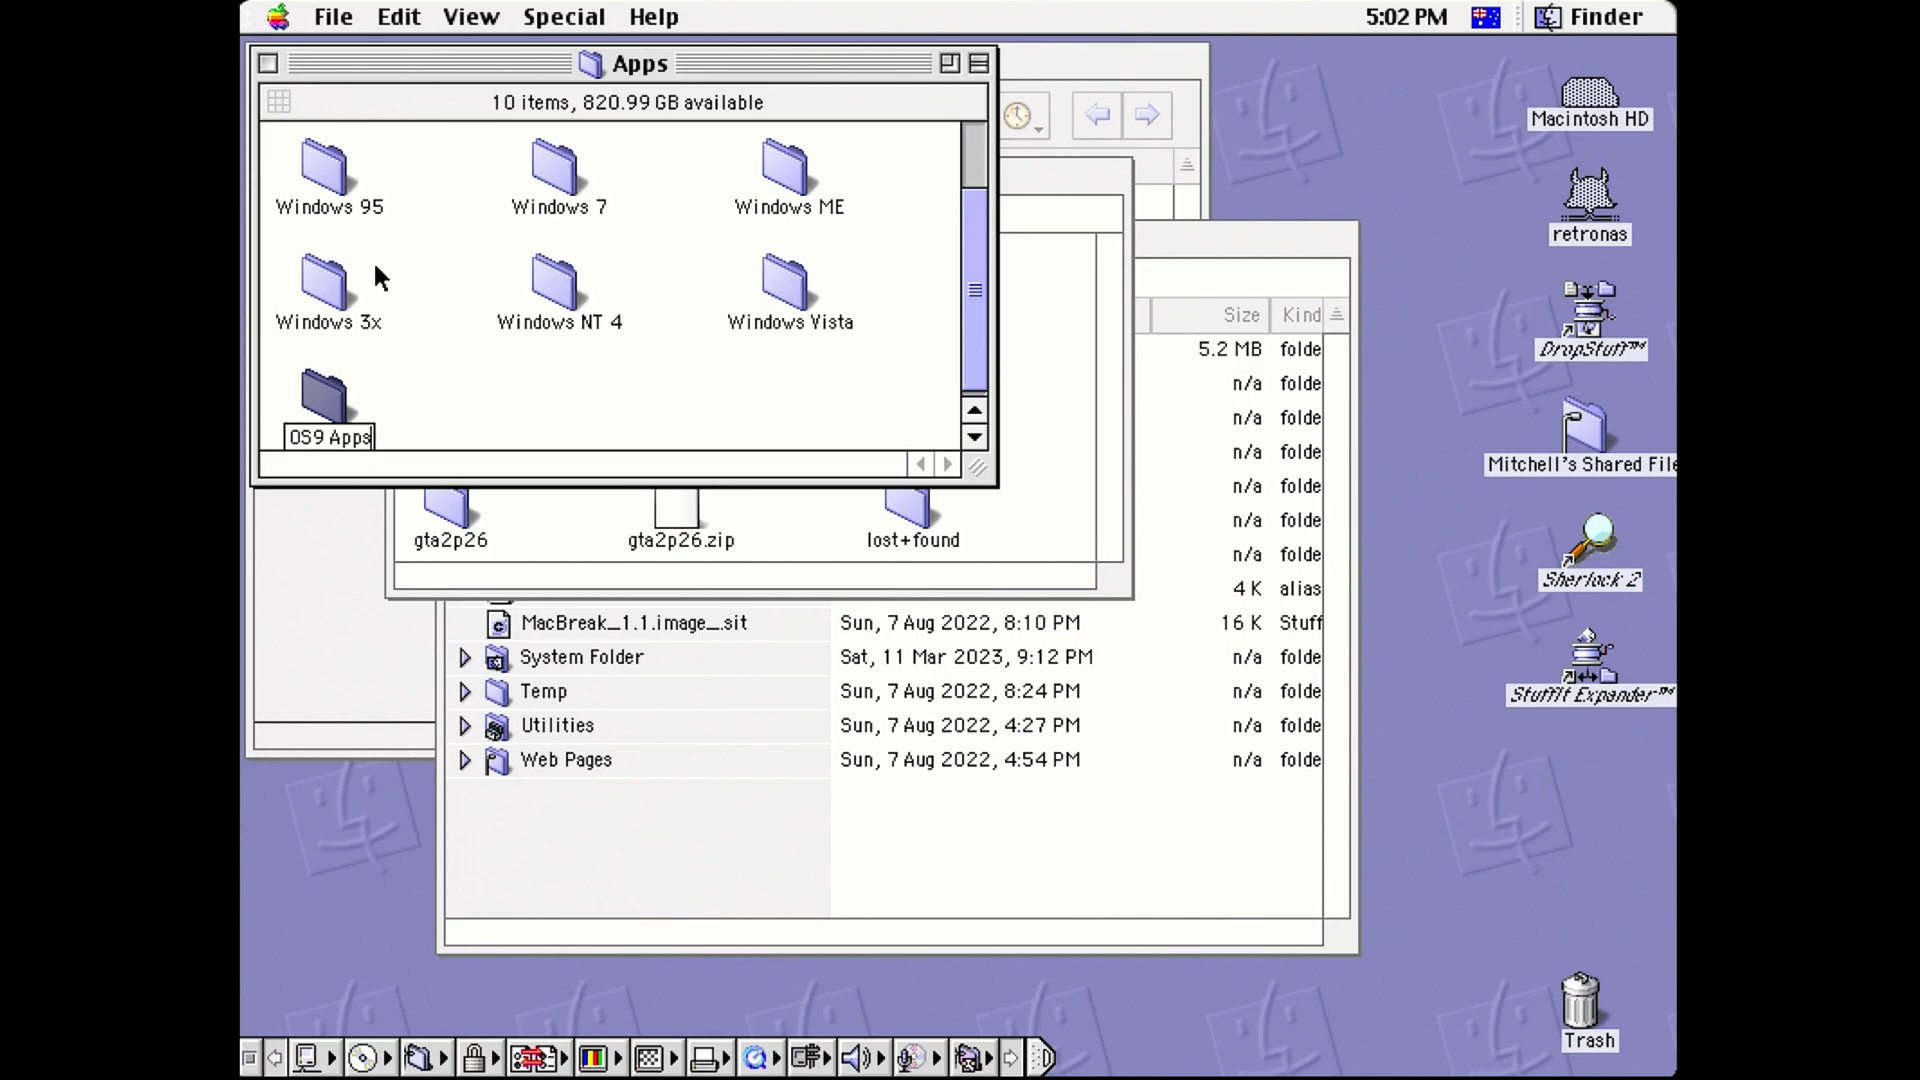 File Edit View Special Help 5:02 PM Finder
Apps
10 items, 820.99 GB available
Windows 95 Windows 7 Windows ME
Windows 3x Windows NT 4 Windows Vista
OS9 Apps
gta2p26 gta2p26.zip lost+found
Size Kind
5.2 MB folde
n/a folde
n/a folde
n/a folde
n/a folde
n/a folde
n/a folde
4 K alias
MacBreak_1.1.image_.sit Sun, 7 Aug 2022, 8:10 PM 16 K Stuff
System Folder Sat, 11 Mar 2023, 9:12 PM n/a folde
Temp Sun, 7 Aug 2022, 8:24 PM n/a folde
Utilities Sun, 7 Aug 2022, 4:27 PM n/a folde
Web Pages Sun, 7 Aug 2022, 4:54 PM n/a folde
Macintosh HD
retronas
DropStuff™
Mitchell's Shared File
Sherlock 2
StuffIt Expander™
Trash